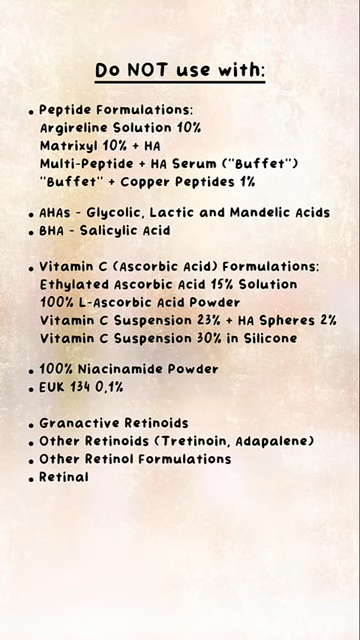 Do NOT use with:
• Peptide Formulations:
Argireline Solution 10%
Matrixyl 10% + HA
Multi-Peptide + HA Serum ("Buffet")
"Buffet" + Copper Peptides 1%
• AHAs - Glycolic, Lactic and Mandelic Acids
• BHA - Salicylic Acid
• Vitamin C (Ascorbic Acid) Formulations:
Ethylated Ascorbic Acid 15% Solution
100% L-Ascorbic Acid Powder
Vitamin C Suspension 23% + HA Spheres 2%
Vitamin C Suspension 30% in Silicone
• 100% Niacinamide Powder
• EUK 134 0,1%
• Granactive Retinoids
• Other Retinoids (Tretinoin, Adapalene)
• Other Retinol Formulations
• Retinal